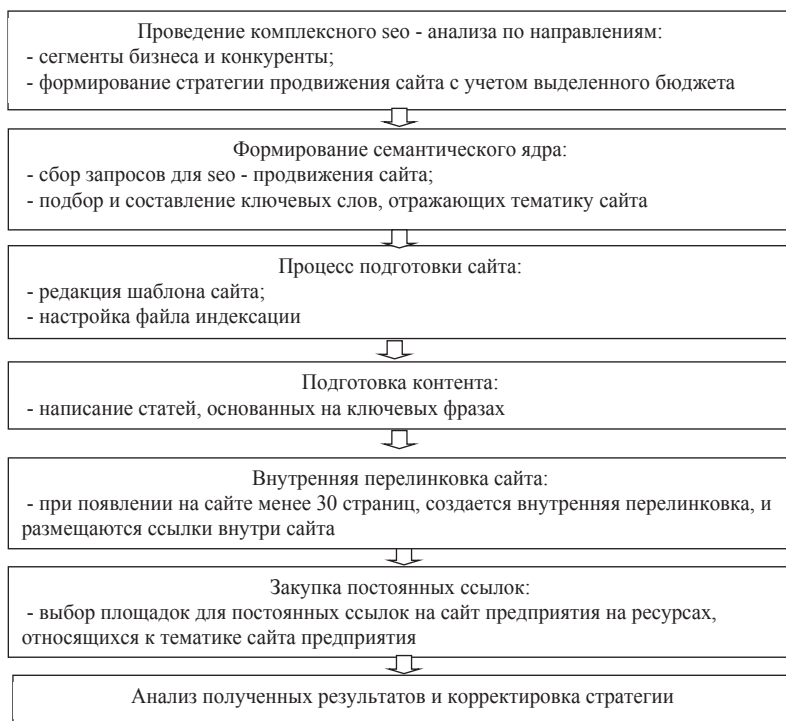 Проведение комплексного seo - анализа по направлениям:
- сегменты бизнеса и конкуренты;
- формирование стратегии продвижения сайта с учетом выделенного бюджета
Формирование семантического ядра:
- сбор запросов для seo - продвижения сайта;
- подбор и составление ключевых слов, отражающих тематику сайта
Процесс подготовки сайта:
- редакция шаблона сайта;
- настройка файла индексации
Подготовка контента:
- написание статей, основанных на ключевых фразах
Внутренняя перелинковка сайта:
- при появлении на сайте менее 30 страниц, создается внутренняя перелинковка, и
размещаются ссылки внутри сайта
Закупка постоянных ссылок:
- выбор площадок для постоянных ссылок на сайт предприятия на ресурсах,
относящихся к тематике сайта предприятия
Анализ полученных результатов и корректировка стратегии